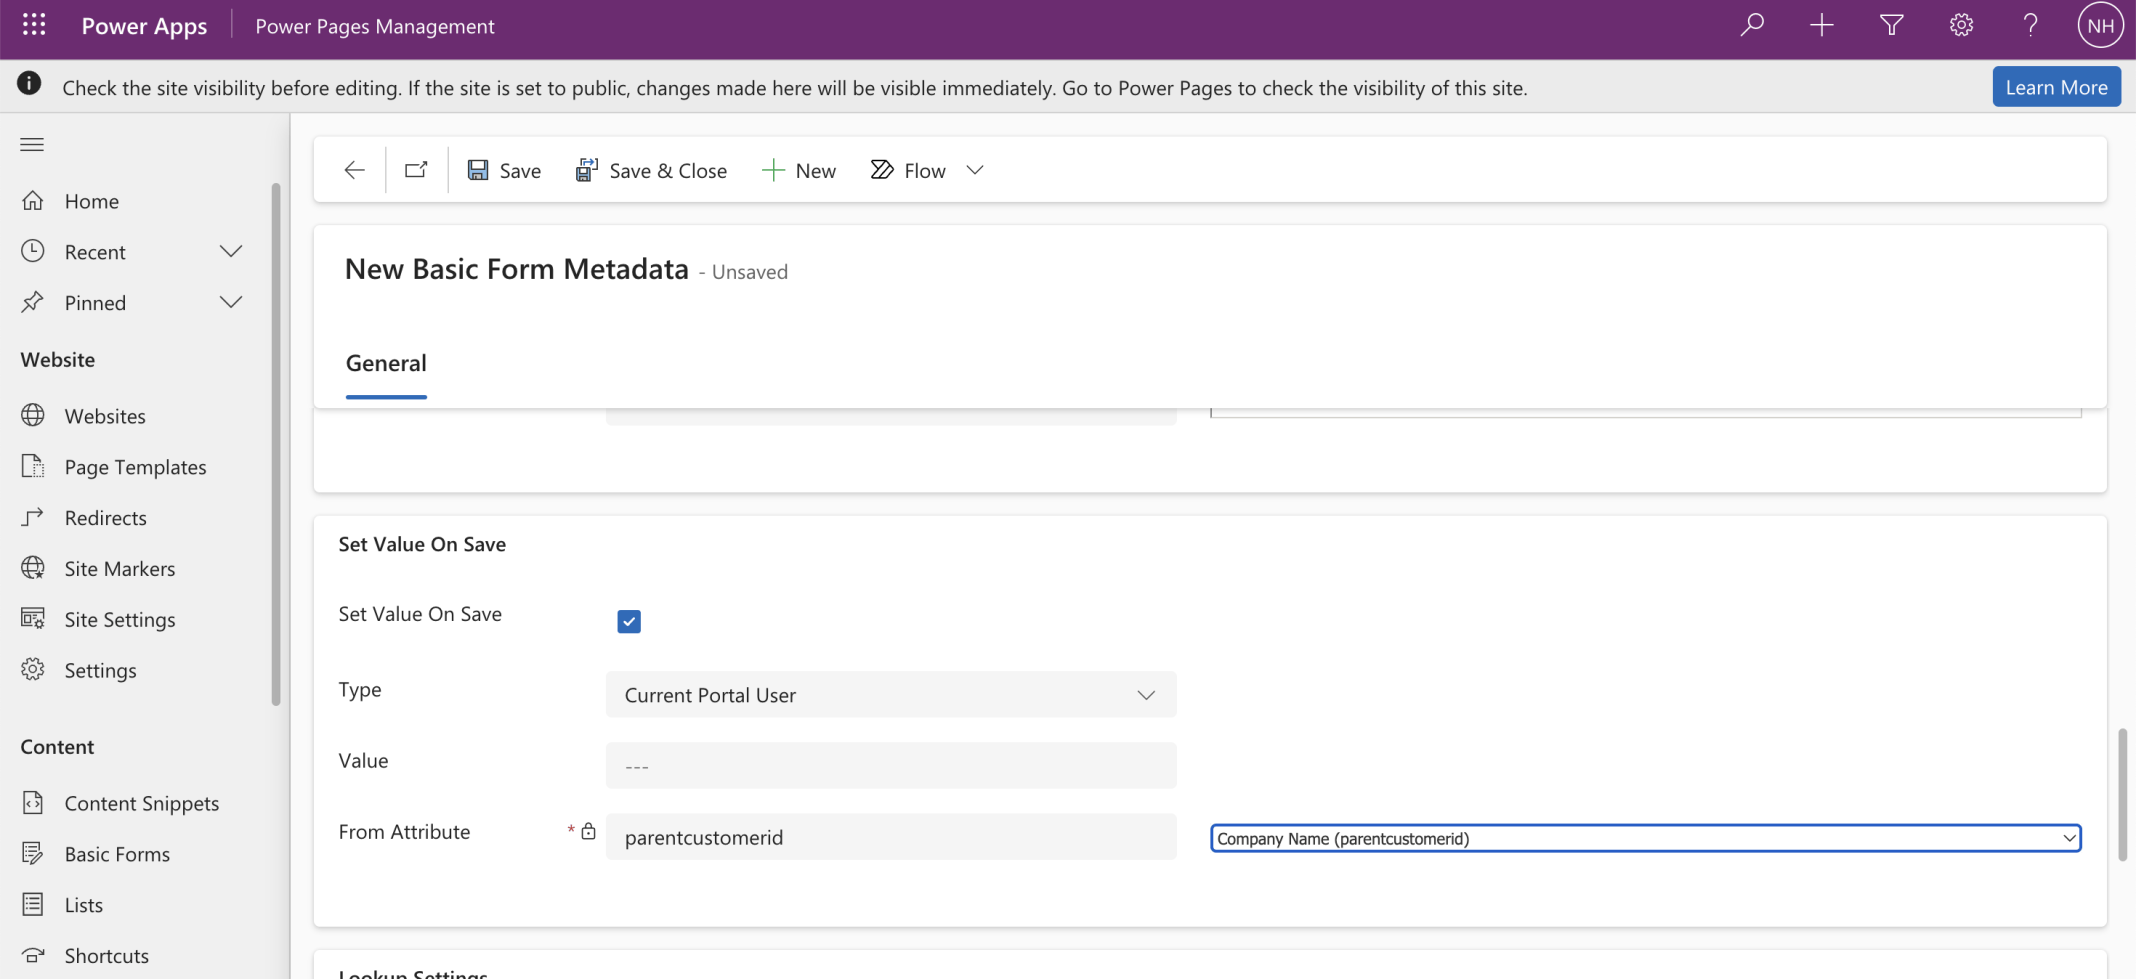 Power Apps
Power Pages Management
NH
Check the site visibility before editing. If the site is set to public, changes made here will be visible immediately. Go to Power Pages to check the visibility of this site.
Learn More
Home
Recent
Pinned
Website
Websites
Page Templates
Redirects
Site Markers
Site Settings
Settings
Content
Content Snippets
Basic Forms
Lists
Shortcuts
Save
Save & Close
New
Flow
New Basic Form Metadata - Unsaved
General
Set Value On Save
Set Value On Save
Type
Current Portal User
Value
---
From Attribute
*
parentcustomerid
Company Name (parentcustomerid)
Lookup Settings